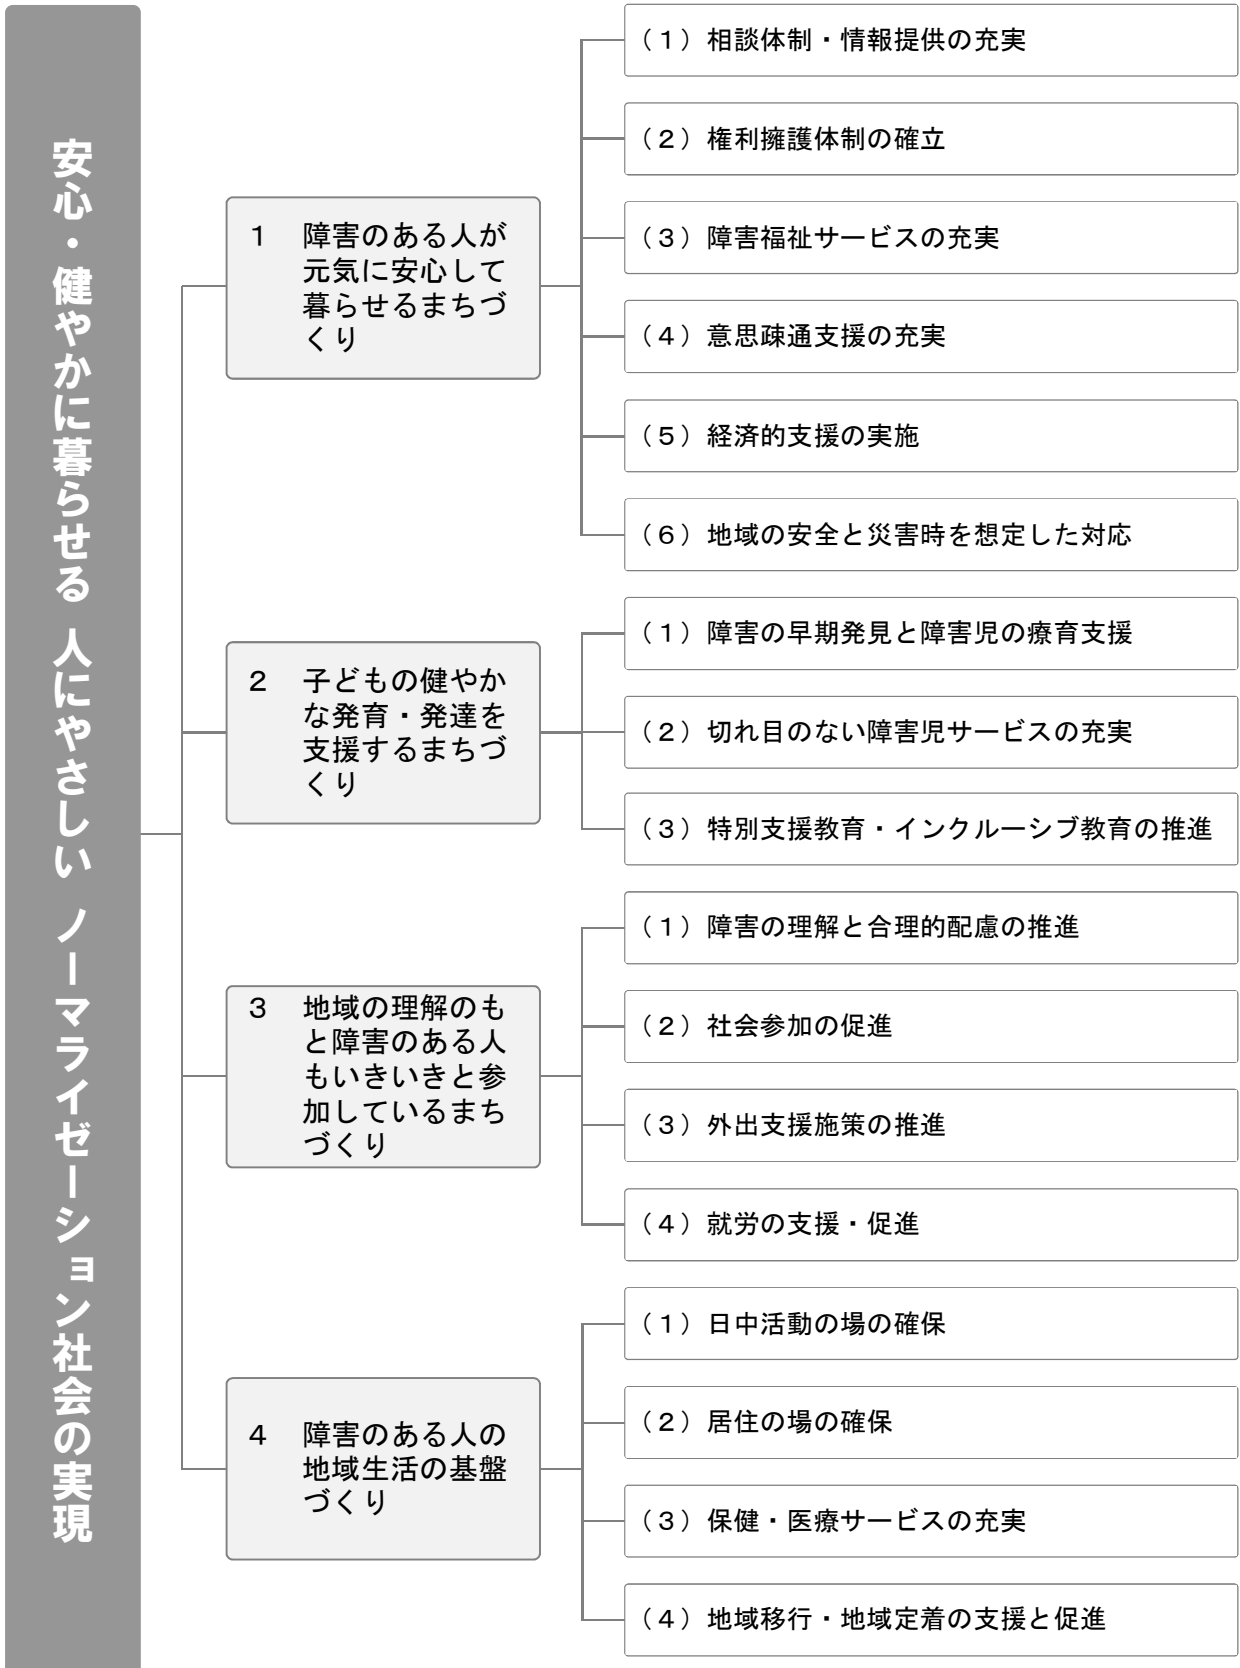 安心・健やかに暮らせる 人にやさしい ノーマライゼーション社会の実現
1 障害のある人が
元気に安心して
暮らせるまちづ
くり
(1)相談体制・情報提供の充実
(2)権利擁護体制の確立
(3)障害福祉サービスの充実
(4)意思疎通支援の充実
(5)経済的支援の実施
(6)地域の安全と災害時を想定した対応
2 子どもの健やか
な発育・発達を
支援するまちづ
くり
(1)障害の早期発見と障害児の療育支援
(2)切れ目のない障害児サービスの充実
(3)特別支援教育・インクルーシブ教育の推進
3 地域の理解のも
と障害のある人
もいきいきと参
加しているまち
づくり
(1)障害の理解と合理的配慮の推進
(2)社会参加の促進
(3)外出支援施策の推進
(4)就労の支援・促進
4 障害のある人の
地域生活の基盤
づくり
(1)日中活動の場の確保
(2)居住の場の確保
(3)保健・医療サービスの充実
(4)地域移行・地域定着の支援と促進